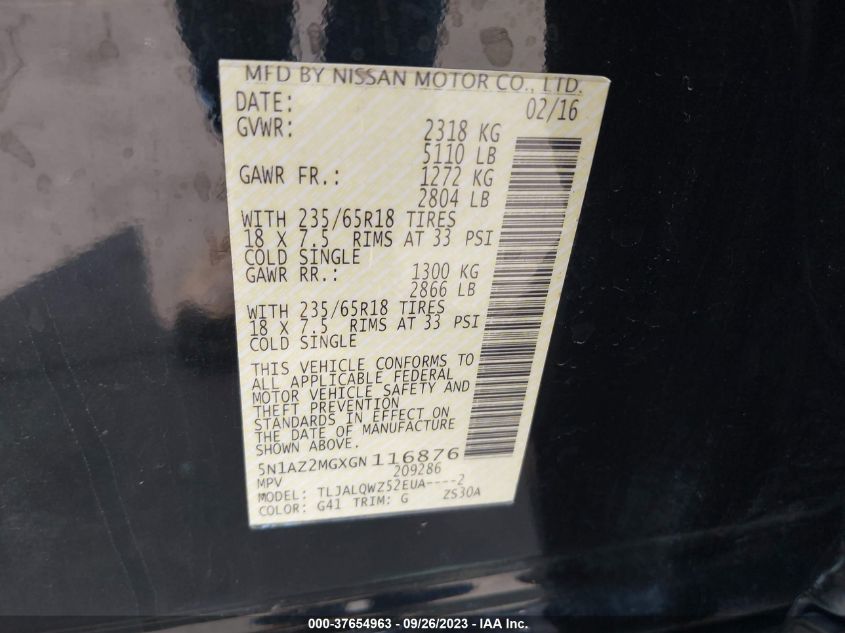 MFD BY NISSAN MOTOR CO., LTD.
DATE: 02/16
GVWR: 2318 KG
5110 LB
GAWR FR.: 1272 KG
2804 LB
WITH 235/65R18 TIRES
18 X 7.5 RIMS AT 33 PSI
COLD SINGLE
GAWR RR.: 1300 KG
2866 LB
WITH 235/65R18 TIRES
18 X 7.5 RIMS AT 33 PSI
COLD SINGLE
THIS VEHICLE CONFORMS TO
ALL APPLICABLE FEDERAL
MOTOR VEHICLE SAFETY AND
THEFT PREVENTION
STANDARDS IN EFFECT ON
THE DATE OF MANUFACTURE
SHOWN ABOVE.
5N1AZ2MGXGN116876
MPV 209286
MODEL: TLJALQWZ52EUA----2
COLOR: G41 TRIM: G ZS30A
000-37654963 / 09/26/2023 / IAA Inc.